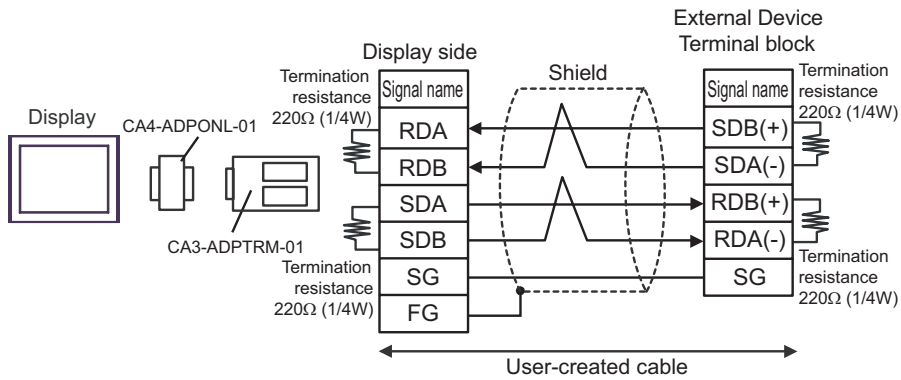 External Device
Terminal block
Display side
Shield
Termination
resistance
220Ω (1/4W)
Signal name
Signal name
Termination
resistance
220Ω (1/4W)
Display
CA4-ADPONL-01
RDA
SDB(+)
RDB
SDA(-)
SDA
RDB(+)
CA3-ADPTRM-01
SDB
RDA(-)
Termination
resistance
220Ω (1/4W)
SG
SG
Termination
resistance
220Ω (1/4W)
FG
User-created cable